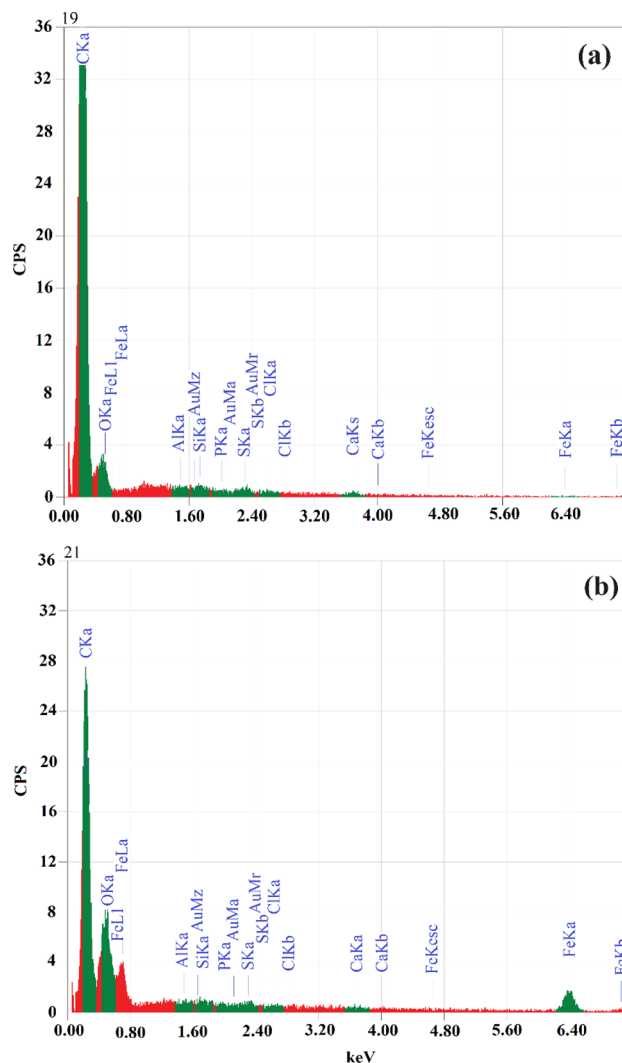 19
(a)
36
32
28
24
20
16
12
8
4
0
CPS
CKa
OKa
FeL1
FeLa
AlKa
SiKa
AuMz
PKa
AuMa
SKa
SKb
AuMr
ClKa
ClKb
CaKs
CaKb
FeKesc
FeKa
FeKb
0.00 0.80 1.60 2.40 3.20 4.00 4.80 5.60 6.40
21
(b)
36
32
28
24
20
16
12
8
4
0
CPS
CKa
FeL1
OKa
FeLa
AlKa
SiKa
AuMz
PKa
AuMa
SKa
SKb
AuMr
ClKa
ClKb
CaKa
CaKb
FeKesc
FeKa
FeKb
0.00 0.80 1.60 2.40 3.20 4.00 4.80 5.60 6.40
keV